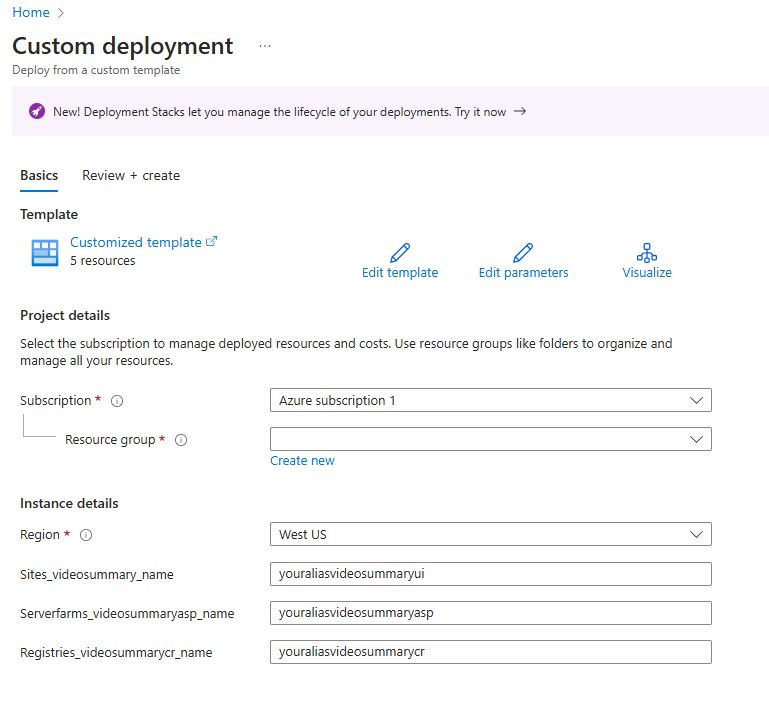 Home
Custom deployment ...
Deploy from a custom template
New! Deployment Stacks let you manage the lifecycle of your deployments. Try it now →
Basics Review + create
Template
Customized template
5 resources
Edit template Edit parameters Visualize
Project details
Select the subscription to manage deployed resources and costs. Use resource groups like folders to organize and
manage all your resources.
Subscription * Azure subscription 1
Resource group *
Create new
Instance details
Region * West US
Sites_videosummary_name youraliasvideosummaryui
Serverfarms_videosummaryasp_name youraliasvideosummaryasp
Registries_videosummarycr_name youraliasvideosummarycr